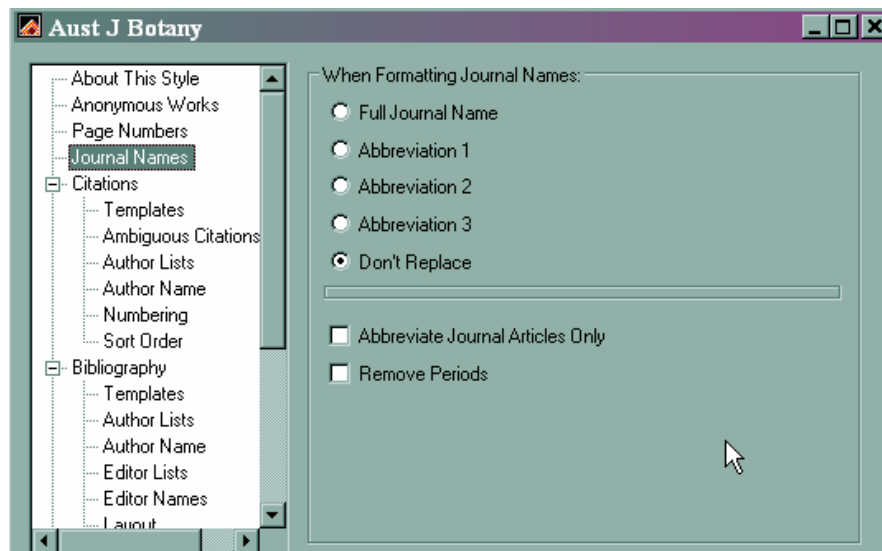 Aust J Botany
About This Style
Anonymous Works
Page Numbers
Journal Names
Citations
Templates
Ambiguous Citations
Author Lists
Author Name
Numbering
Sort Order
Bibliography
Templates
Author Lists
Author Name
Editor Lists
Editor Names
Layout
When Formatting Journal Names:
Full Journal Name
Abbreviation 1
Abbreviation 2
Abbreviation 3
Don't Replace
Abbreviate Journal Articles Only
Remove Periods